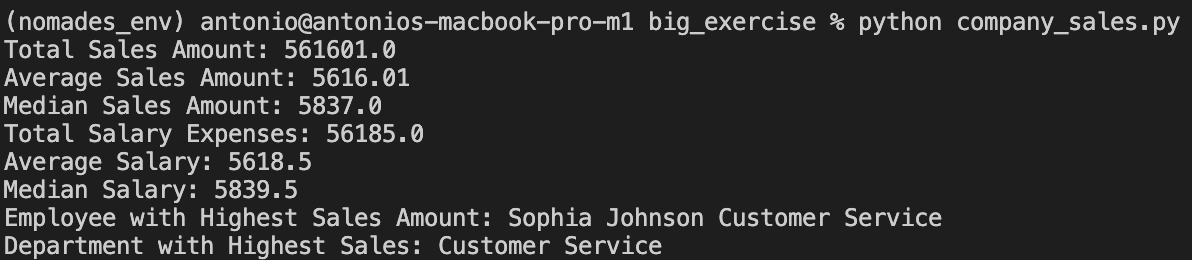 (nomades_env) antonio@antonios-macbook-pro-m1 big_exercise % python company_sales.py
Total Sales Amount: 561601.0
Average Sales Amount: 5616.01
Median Sales Amount: 5837.0
Total Salary Expenses: 56185.0
Average Salary: 5618.5
Median Salary: 5839.5
Employee with Highest Sales Amount: Sophia Johnson Customer Service
Department with Highest Sales: Customer Service